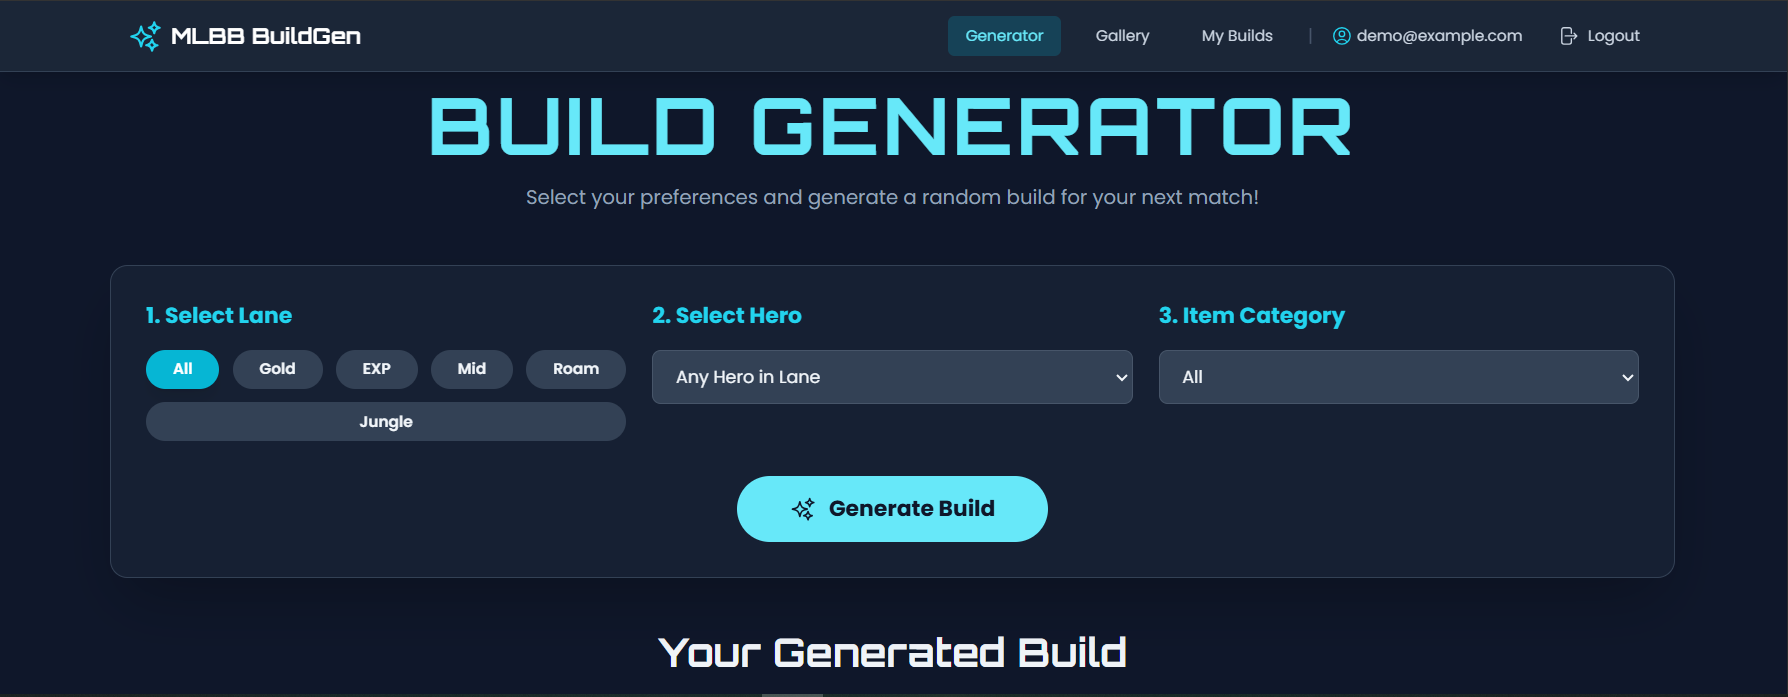 MLBB BuildGen
Generator
Gallery
My Builds
|
demo@example.com
Logout
BUILD GENERATOR
Select your preferences and generate a random build for your next match!
1. Select Lane
All
Gold
EXP
Mid
Roam
Jungle
2. Select Hero
Any Hero in Lane
3. Item Category
All
Generate Build
Your Generated Build